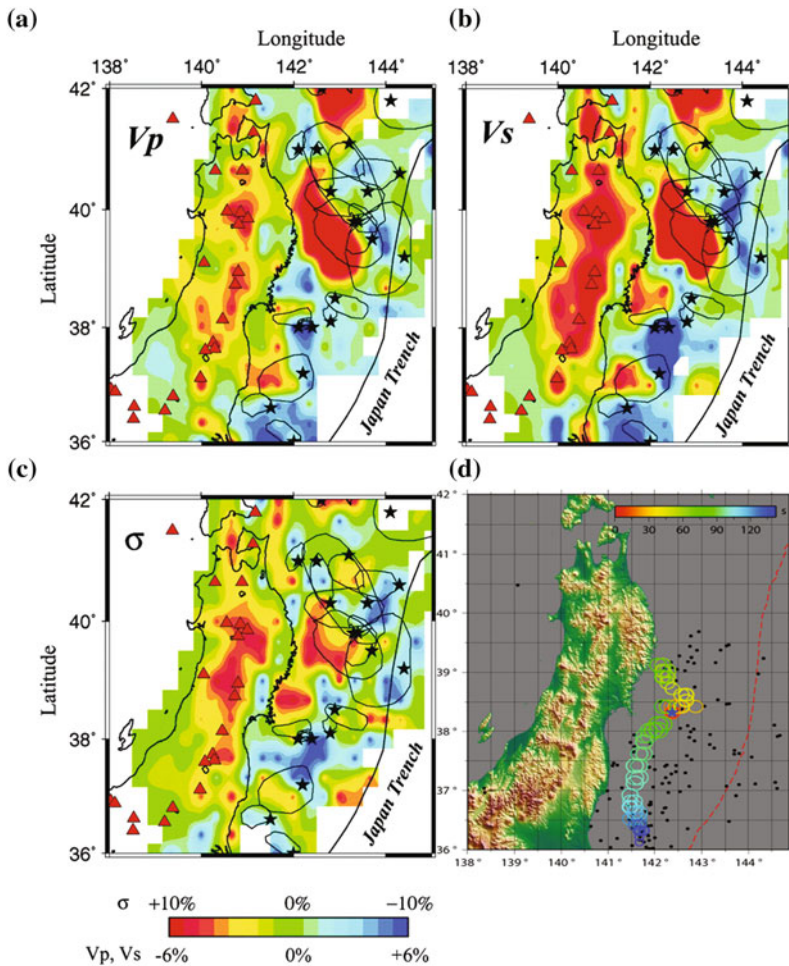 (a)
(b)
Longitude
Longitude
138° 140° 142° 144°
138° 140° 142° 144°
42°
Vp
Vs
40°
Latitude
Latitude
38°
Japan Trench
Japan Trench
36°
(c)
(d)
42°
σ
40°
Latitude
38°
Japan Trench
36°
42°
0 30 60 90 120 s
41°
40°
39°
38°
37°
36°
138° 139° 140° 141° 142° 143° 144°
σ +10% 0% −10%
Vp, Vs -6% 0% +6%